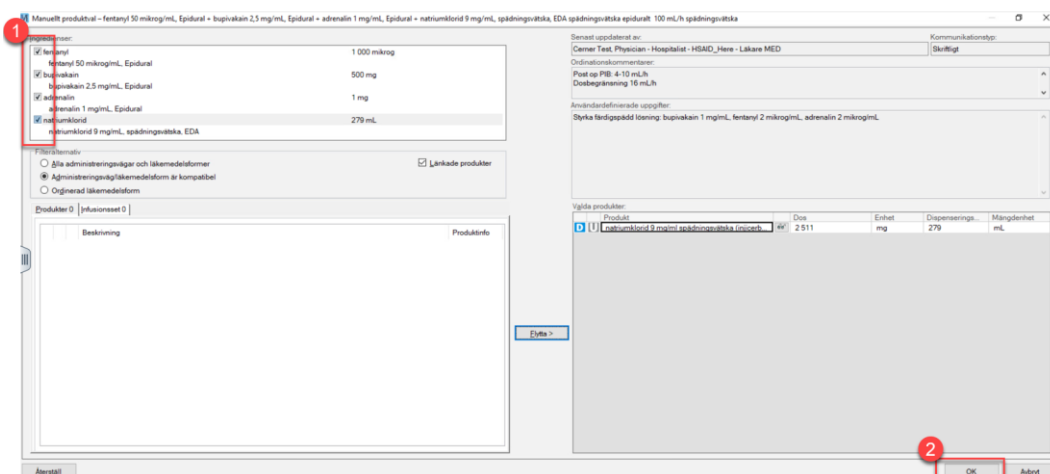 Manuellt produktval – fentanyl 50 mikrog/mL, Epidural + bupivakain 2,5 mg/mL, Epidural + adrenalin 1 mg/mL, Epidural + natriumklorid 9 mg/mL, spädningsvätska, EDA spädningsvätska epiduralt 100 mL/h spädningsvätska
1
Ingredienser:
fentanyl 1 000 mikrog
fentanyl 50 mikrog/mL, Epidural
bupivakain 500 mg
bupivakain 2,5 mg/mL, Epidural
adrenalin 1 mg
adrenalin 1 mg/mL, Epidural
natriumklorid 279 mL
natriumklorid 9 mg/mL, spädningsvätska, EDA
Filteralternativ
Alla administreringsvägar och läkemedelsformer
Länkade produkter
Administreringsväg/läkemedelsform är kompatibel
Ordinerad läkemedelsform
Produkter 0 Infusionsset 0
Beskrivning Produktinfo
Flytta >
Senast uppdaterat av: Kommunikationstyp:
Cerner Test, Physician - Hospitalist - HSAID_Here - Läkare MED Skriftligt
Ordinationskommentarer:
Post op PIB: 4-10 mL/h
Dosbegränsning 16 mL/h
Användardefinierade uppgifter:
Styrka färdigspädd lösning: bupivakain 1 mg/mL, fentanyl 2 mikrog/mL, adrenalin 2 mikrog/mL
Valda produkter:
Produkt Dos Enhet Dispenserings... Mängdenhet
D natriumklorid 9 mg/ml spädningsvätska (injicerb... 2 511 mg 279 mL
2
Återställ OK Avbryt